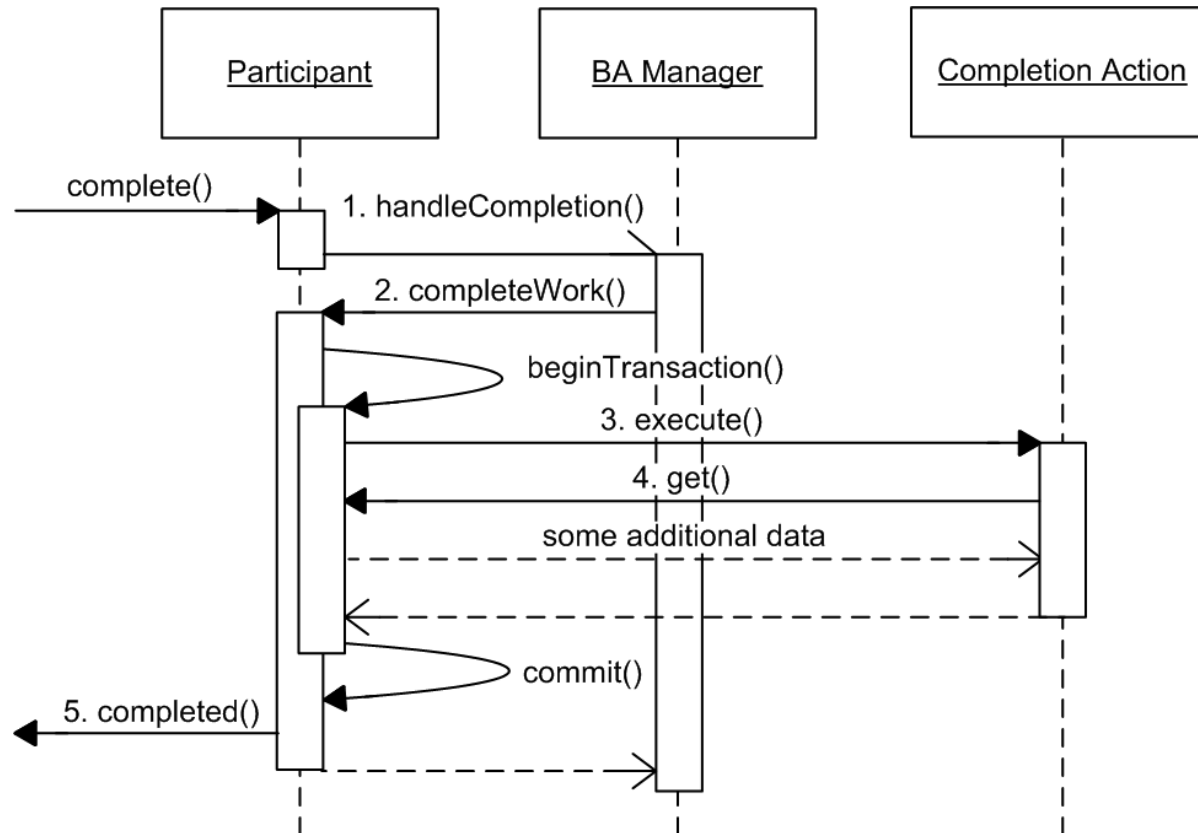 Participant
BA Manager
Completion Action
complete()
1. handleCompletion()
2. completeWork()
beginTransaction()
3. execute()
4. get()
some additional data
commit()
5. completed()